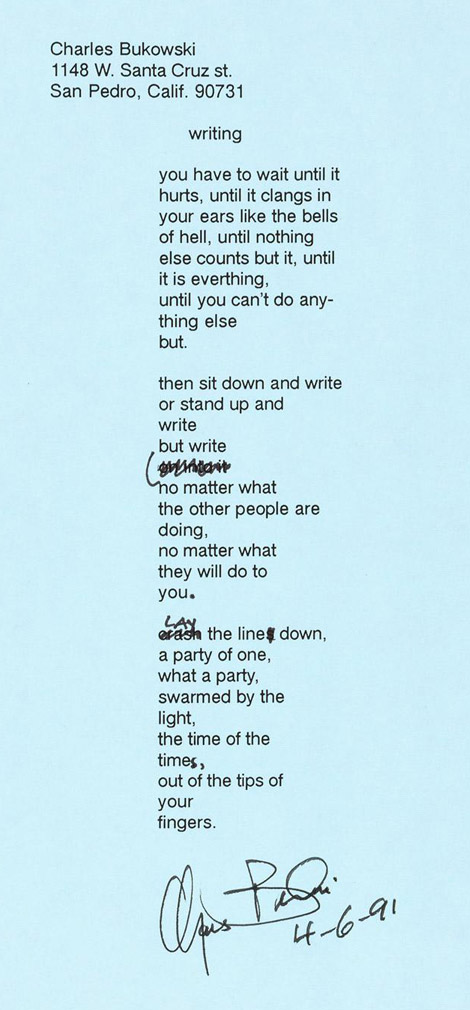 Charles Bukowski
1148 W. Santa Cruz st.
San Pedro, Calif. 90731
writing
you have to wait until it
hurts, until it clangs in
your ears like the bells
of hell, until nothing
else counts but it, until
it is everthing,
until you can't do any-
thing else
but.
then sit down and write
or stand up and
write
but write
no matter what
the other people are
doing,
no matter what
they will do to
you.
LAY
crash the lines down,
a party of one,
what a party,
swarmed by the
light,
the time of the
times,
out of the tips of
your
fingers.
Charles Bukowski
4-6-91